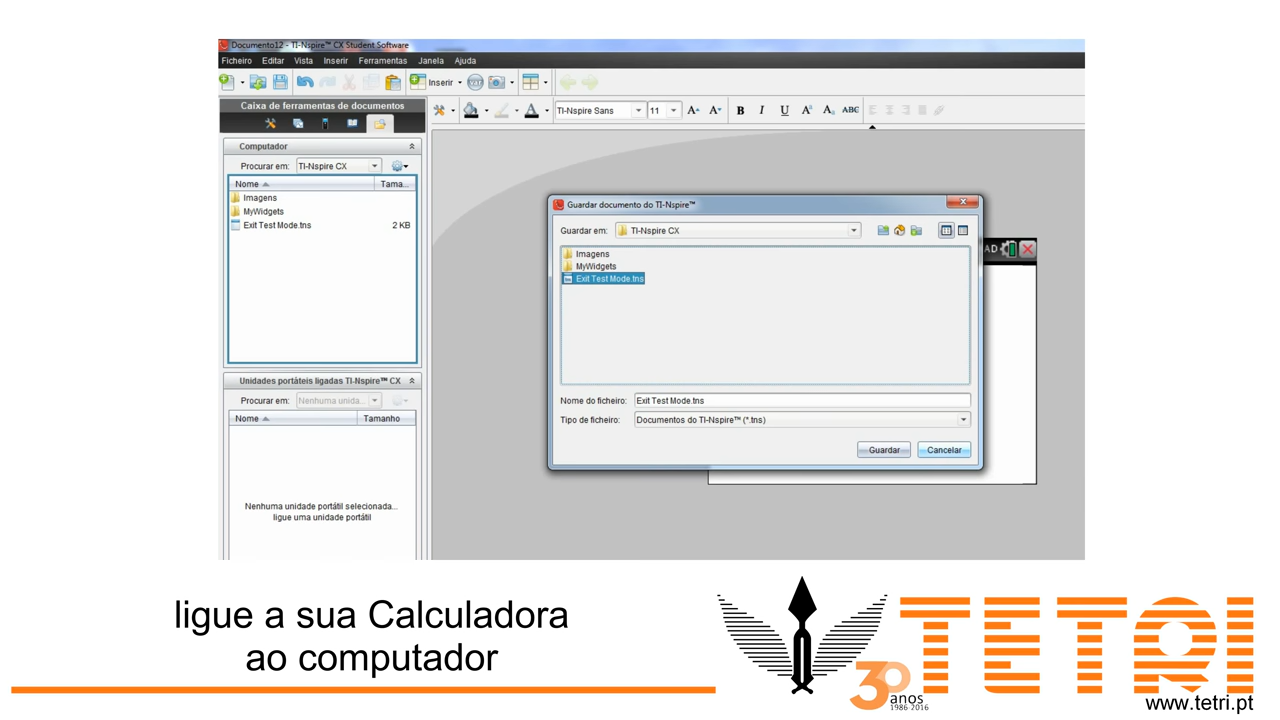 Documento12 - TI-Nspire™ CX Student Software
Ficheiro Editar Vista Inserir Ferramentas Janela Ajuda
Inserir
Caixa de ferramentas de documentos
TI-Nspire Sans 11 A A B I U A A ABC
Computador
Procurar em: TI-Nspire CX
Nome Tama...
Imagens
MyWidgets
Exit Test Mode.tns 2 KB
Unidades portáteis ligadas TI-Nspire™ CX
Procurar em: Nenhuma unida...
Nome Tamanho
Nenhuma unidade portátil selecionada...
ligue uma unidade portátil
Guardar documento do TI-Nspire™
Guardar em: TI-Nspire CX
Imagens
MyWidgets
Exit Test Mode.tns
Nome do ficheiro: Exit Test Mode.tns
Tipo de ficheiro: Documentos do TI-Nspire™ (*.tns)
Guardar Cancelar
AD
ligue a sua Calculadora
ao computador
TETRI
30
anos
1986-2016
www.tetri.pt